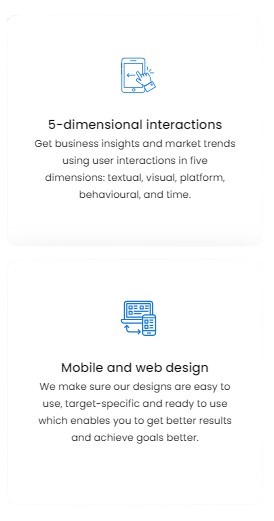 5-dimensional interactions
Get business insights and market trends
using user interactions in five
dimensions: textual, visual, platform,
behavioural, and time.
Mobile and web design
We make sure our designs are easy to
use, target-specific and ready to use
which enables you to get better results
and achieve goals better.